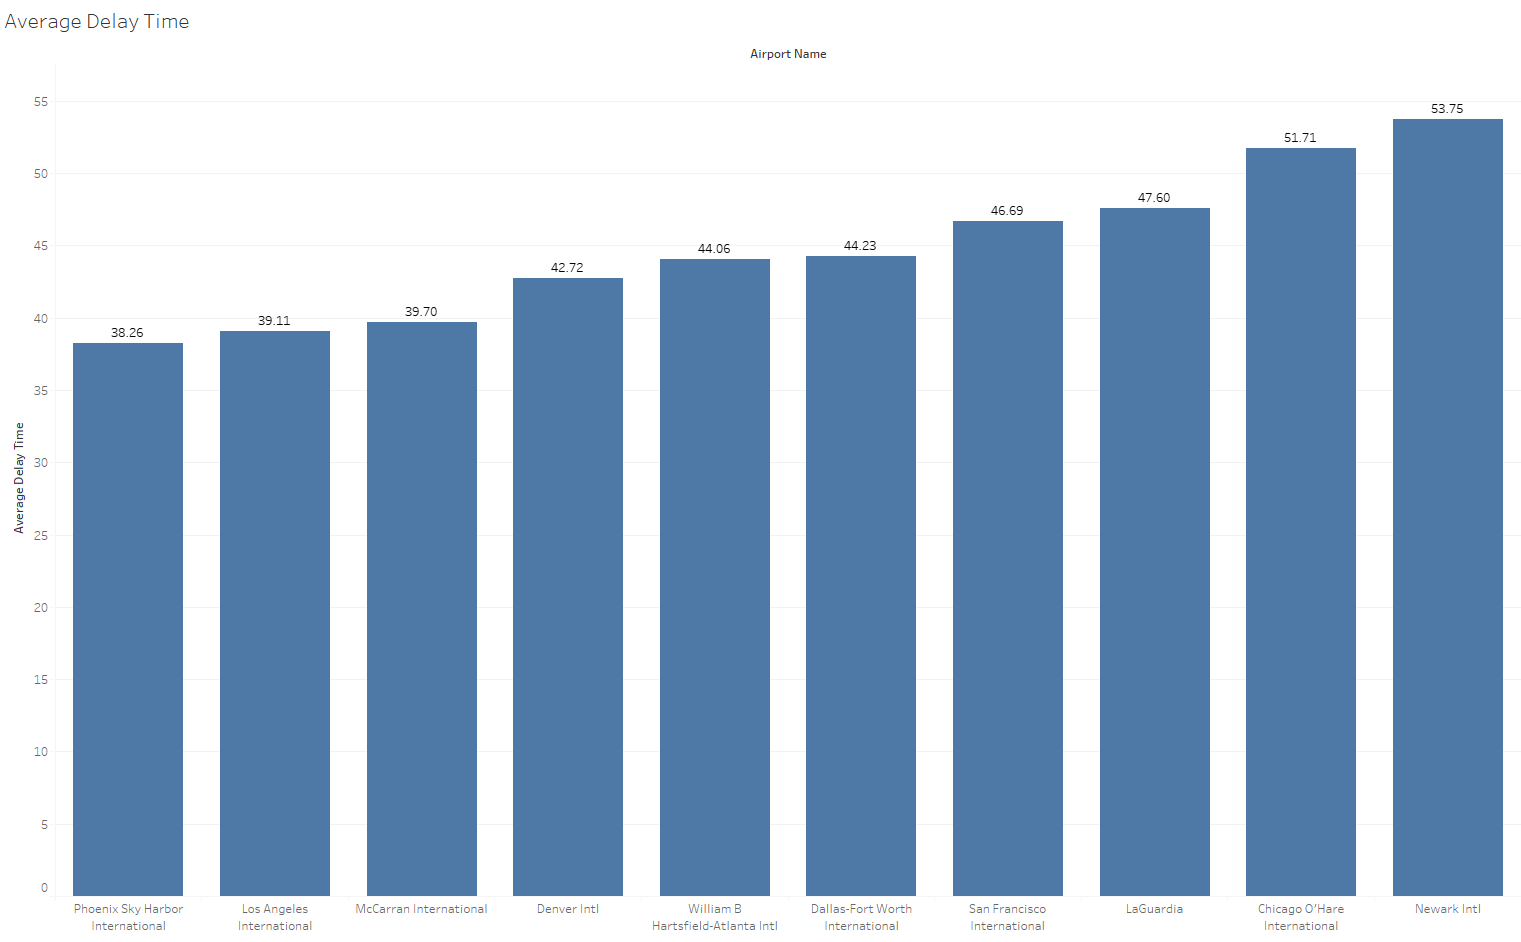 Average Delay Time
Airport Name
Average Delay Time
55
50
45
40
35
30
25
20
15
10
5
0
38.26
39.11
39.70
42.72
44.06
44.23
46.69
47.60
51.71
53.75
Phoenix Sky Harbor
International
Los Angeles
International
McCarran International
Denver Intl
William B
Hartsfield-Atlanta Intl
Dallas-Fort Worth
International
San Francisco
International
LaGuardia
Chicago O'Hare
International
Newark Intl